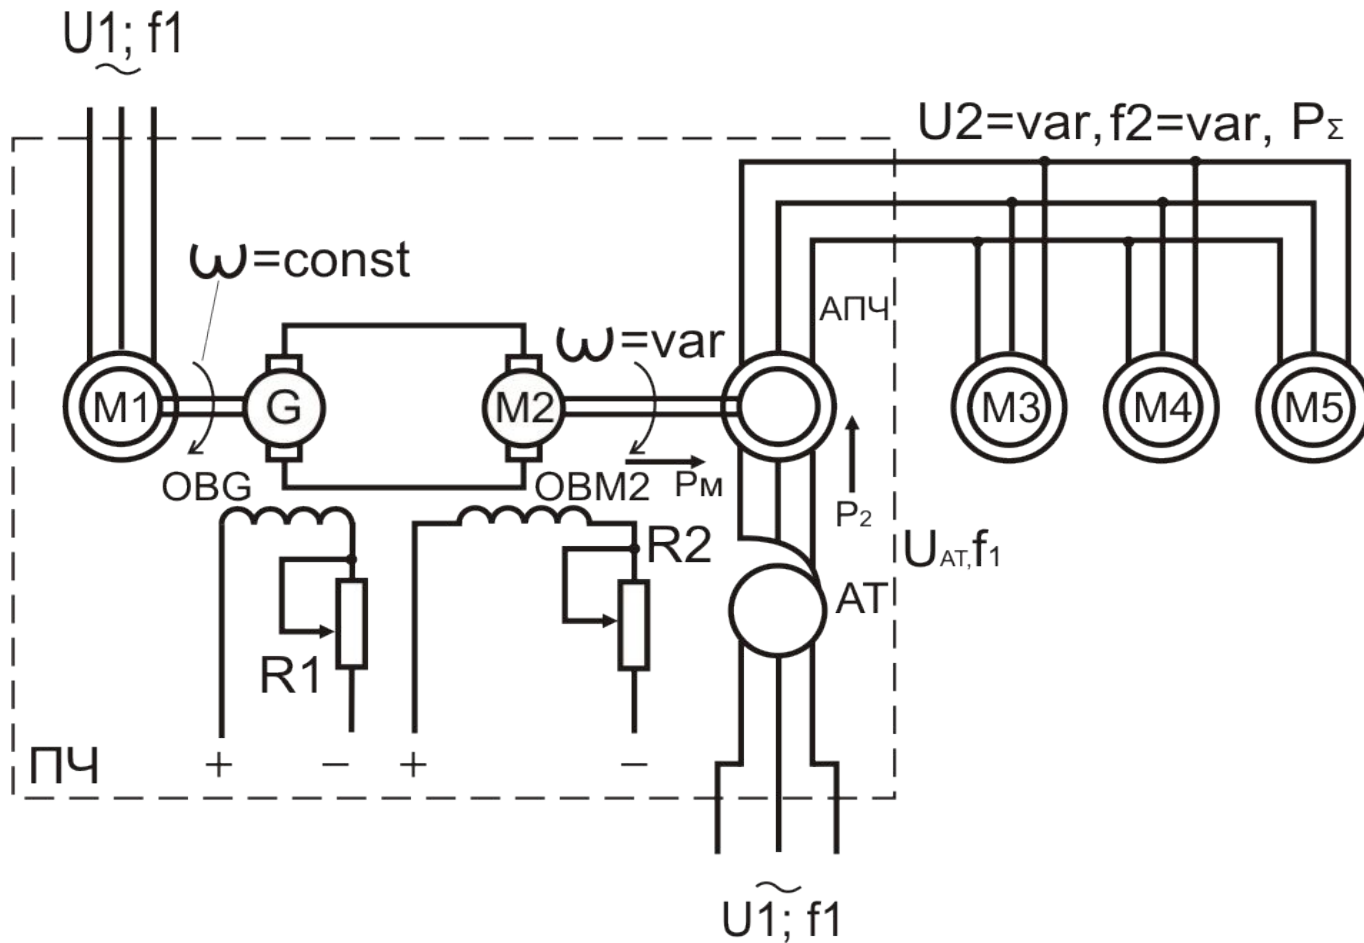 U1; f1
U2=var, f2=var, PΣ
ω=const
АПЧ
ω=var
M1
G
M2
M3
M4
M5
OBG
OBM2
Pм
P2
R2
UАТ,f1
АТ
R1
ПЧ
+
−
+
−
U1; f1